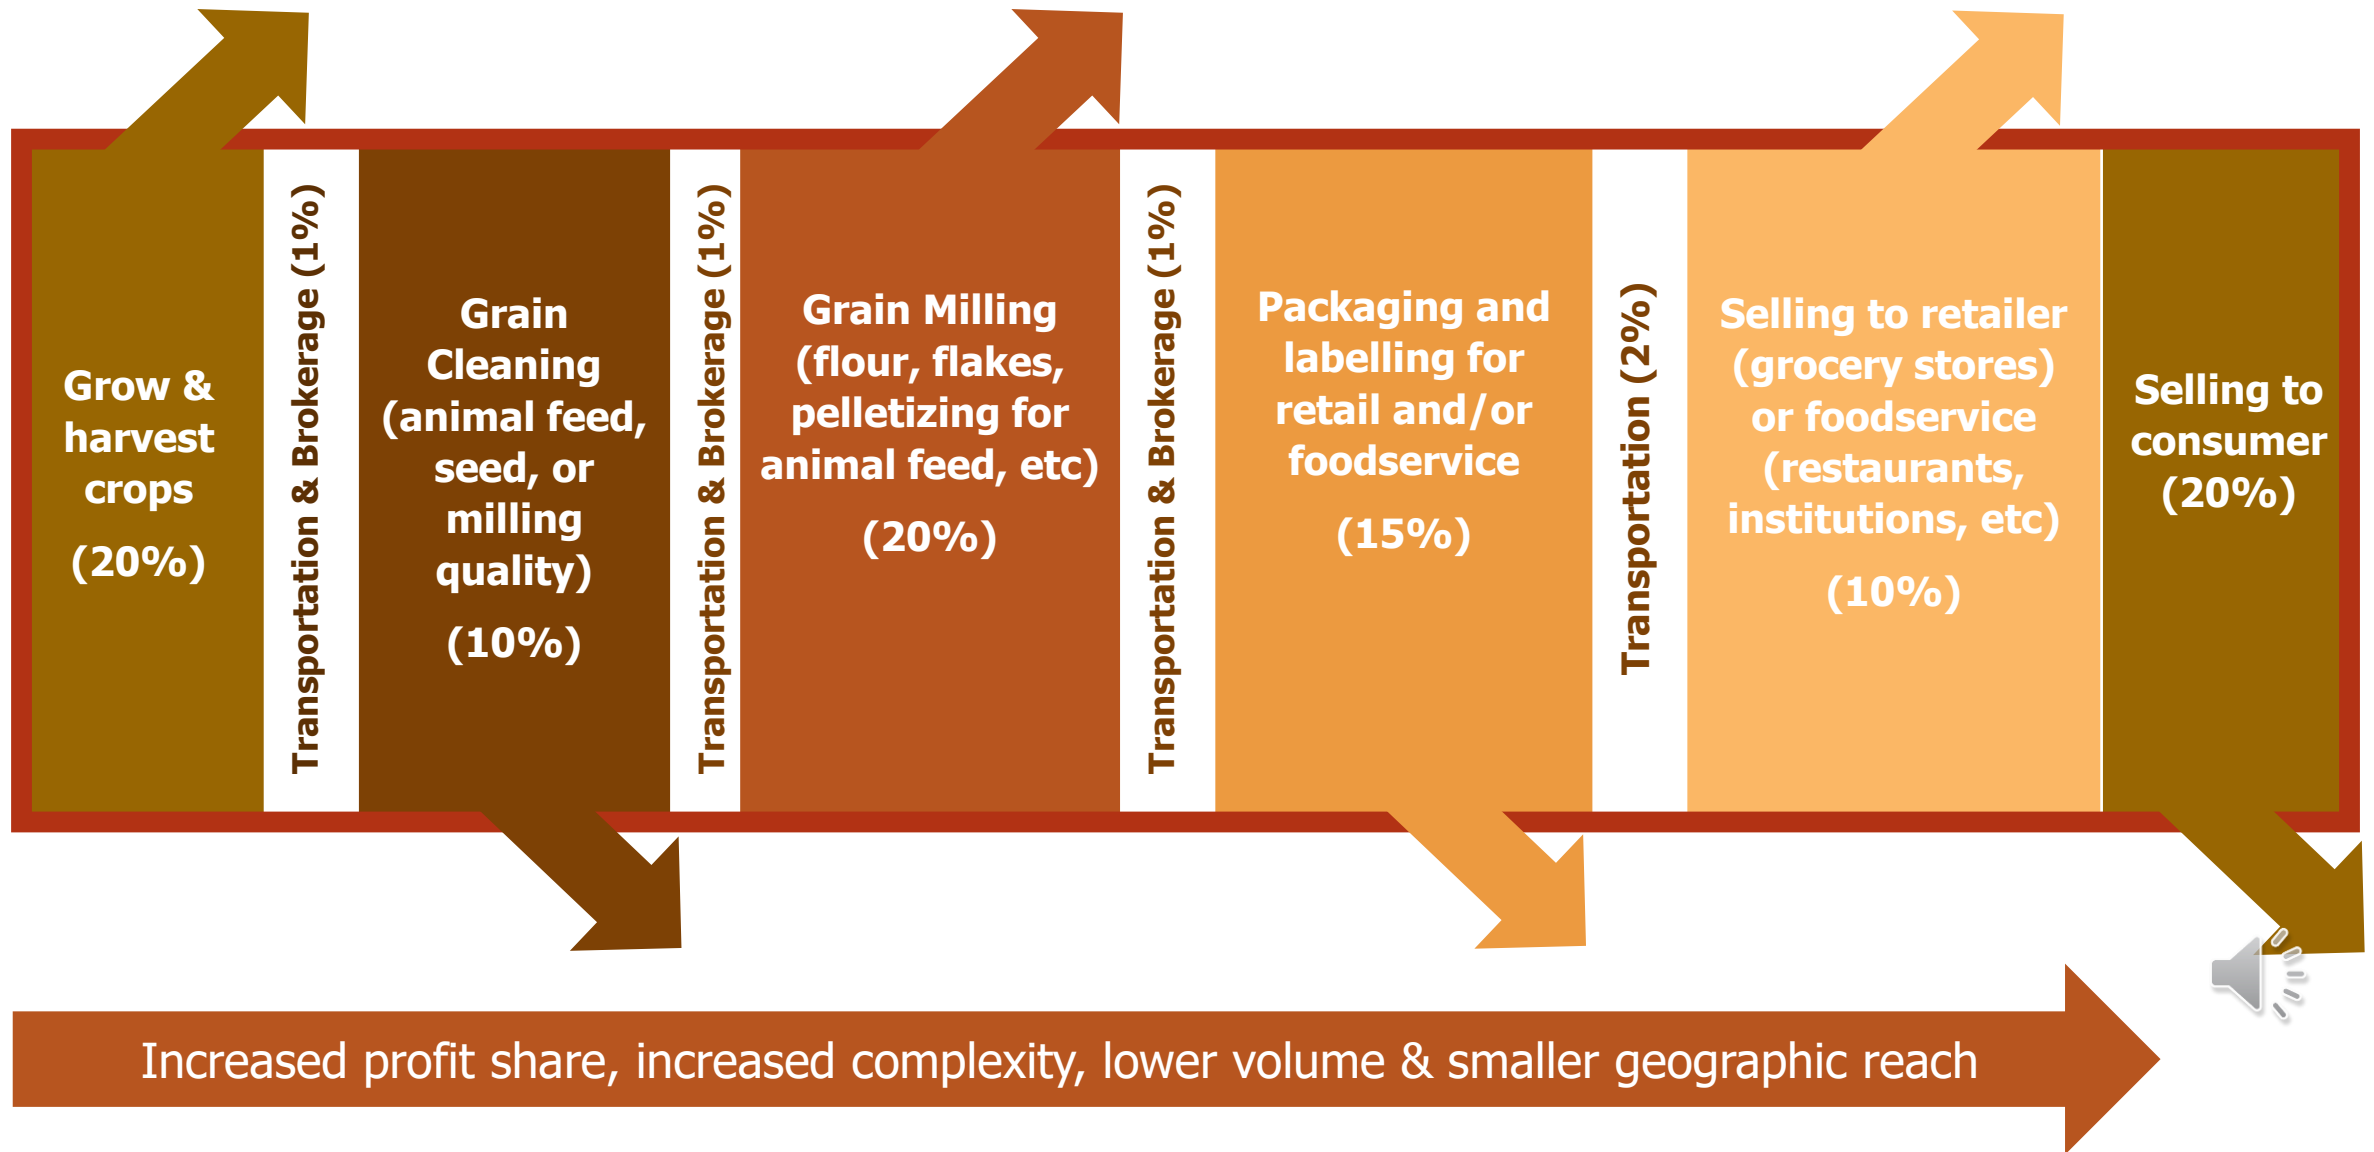 Grow &
harvest
crops
(20%)
Transportation & Brokerage (1%)
Grain
Cleaning
(animal feed,
seed, or
milling
quality)
(10%)
Transportation & Brokerage (1%)
Grain Milling
(flour, flakes,
pelletizing for
animal feed, etc)
(20%)
Transportation & Brokerage (1%)
Packaging and
labelling for
retail and/or
foodservice
(15%)
Transportation (2%)
Selling to retailer
(grocery stores)
or foodservice
(restaurants,
institutions, etc)
(10%)
Selling to
consumer
(20%)
Increased profit share, increased complexity, lower volume & smaller geographic reach